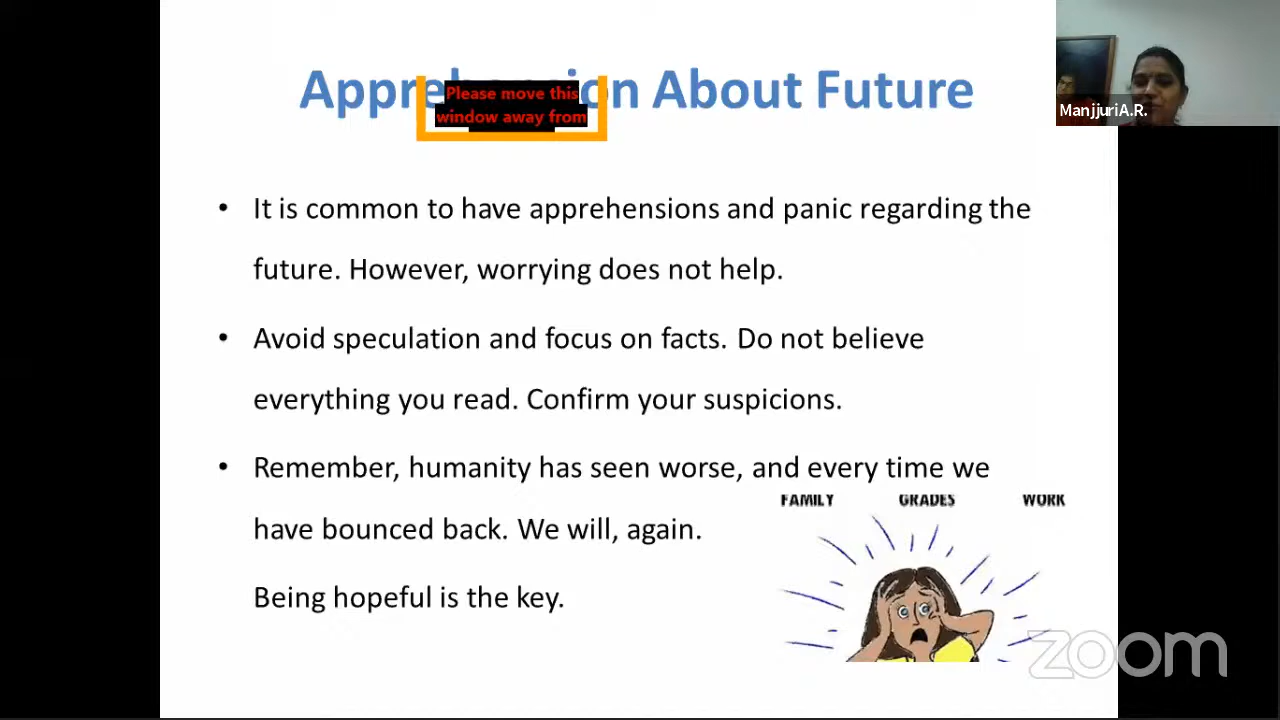 Apprehension About Future
Please move this
window away from
ManjjuriA.R.
• It is common to have apprehensions and panic regarding the
future. However, worrying does not help.
• Avoid speculation and focus on facts. Do not believe
everything you read. Confirm your suspicions.
• Remember, humanity has seen worse, and every time we
have bounced back. We will, again.
Being hopeful is the key.
FAMILY GRADES WORK
zoom